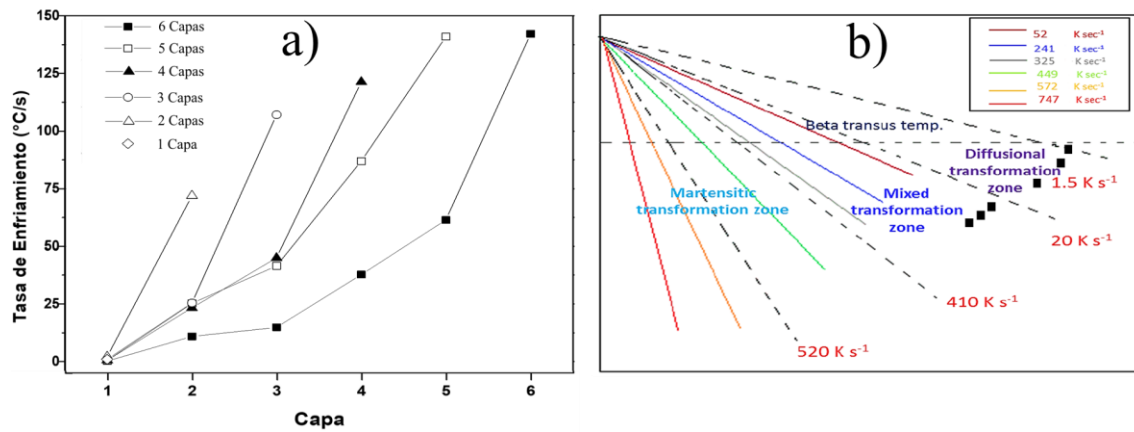 a)
150
125
100
75
50
25
0
Tasa de Enfriamiento (°C/s)
1 2 3 4 5 6
Capa
6 Capas
5 Capas
4 Capas
3 Capas
2 Capas
1 Capa
b)
52 K sec⁻¹
241 K sec⁻¹
325 K sec⁻¹
449 K sec⁻¹
572 K sec⁻¹
747 K sec⁻¹
Beta transus temp.
Diffusional
transformation
zone
1.5 K s⁻¹
Martensitic
transformation zone
Mixed
transformation
zone
20 K s⁻¹
410 K s⁻¹
520 K s⁻¹